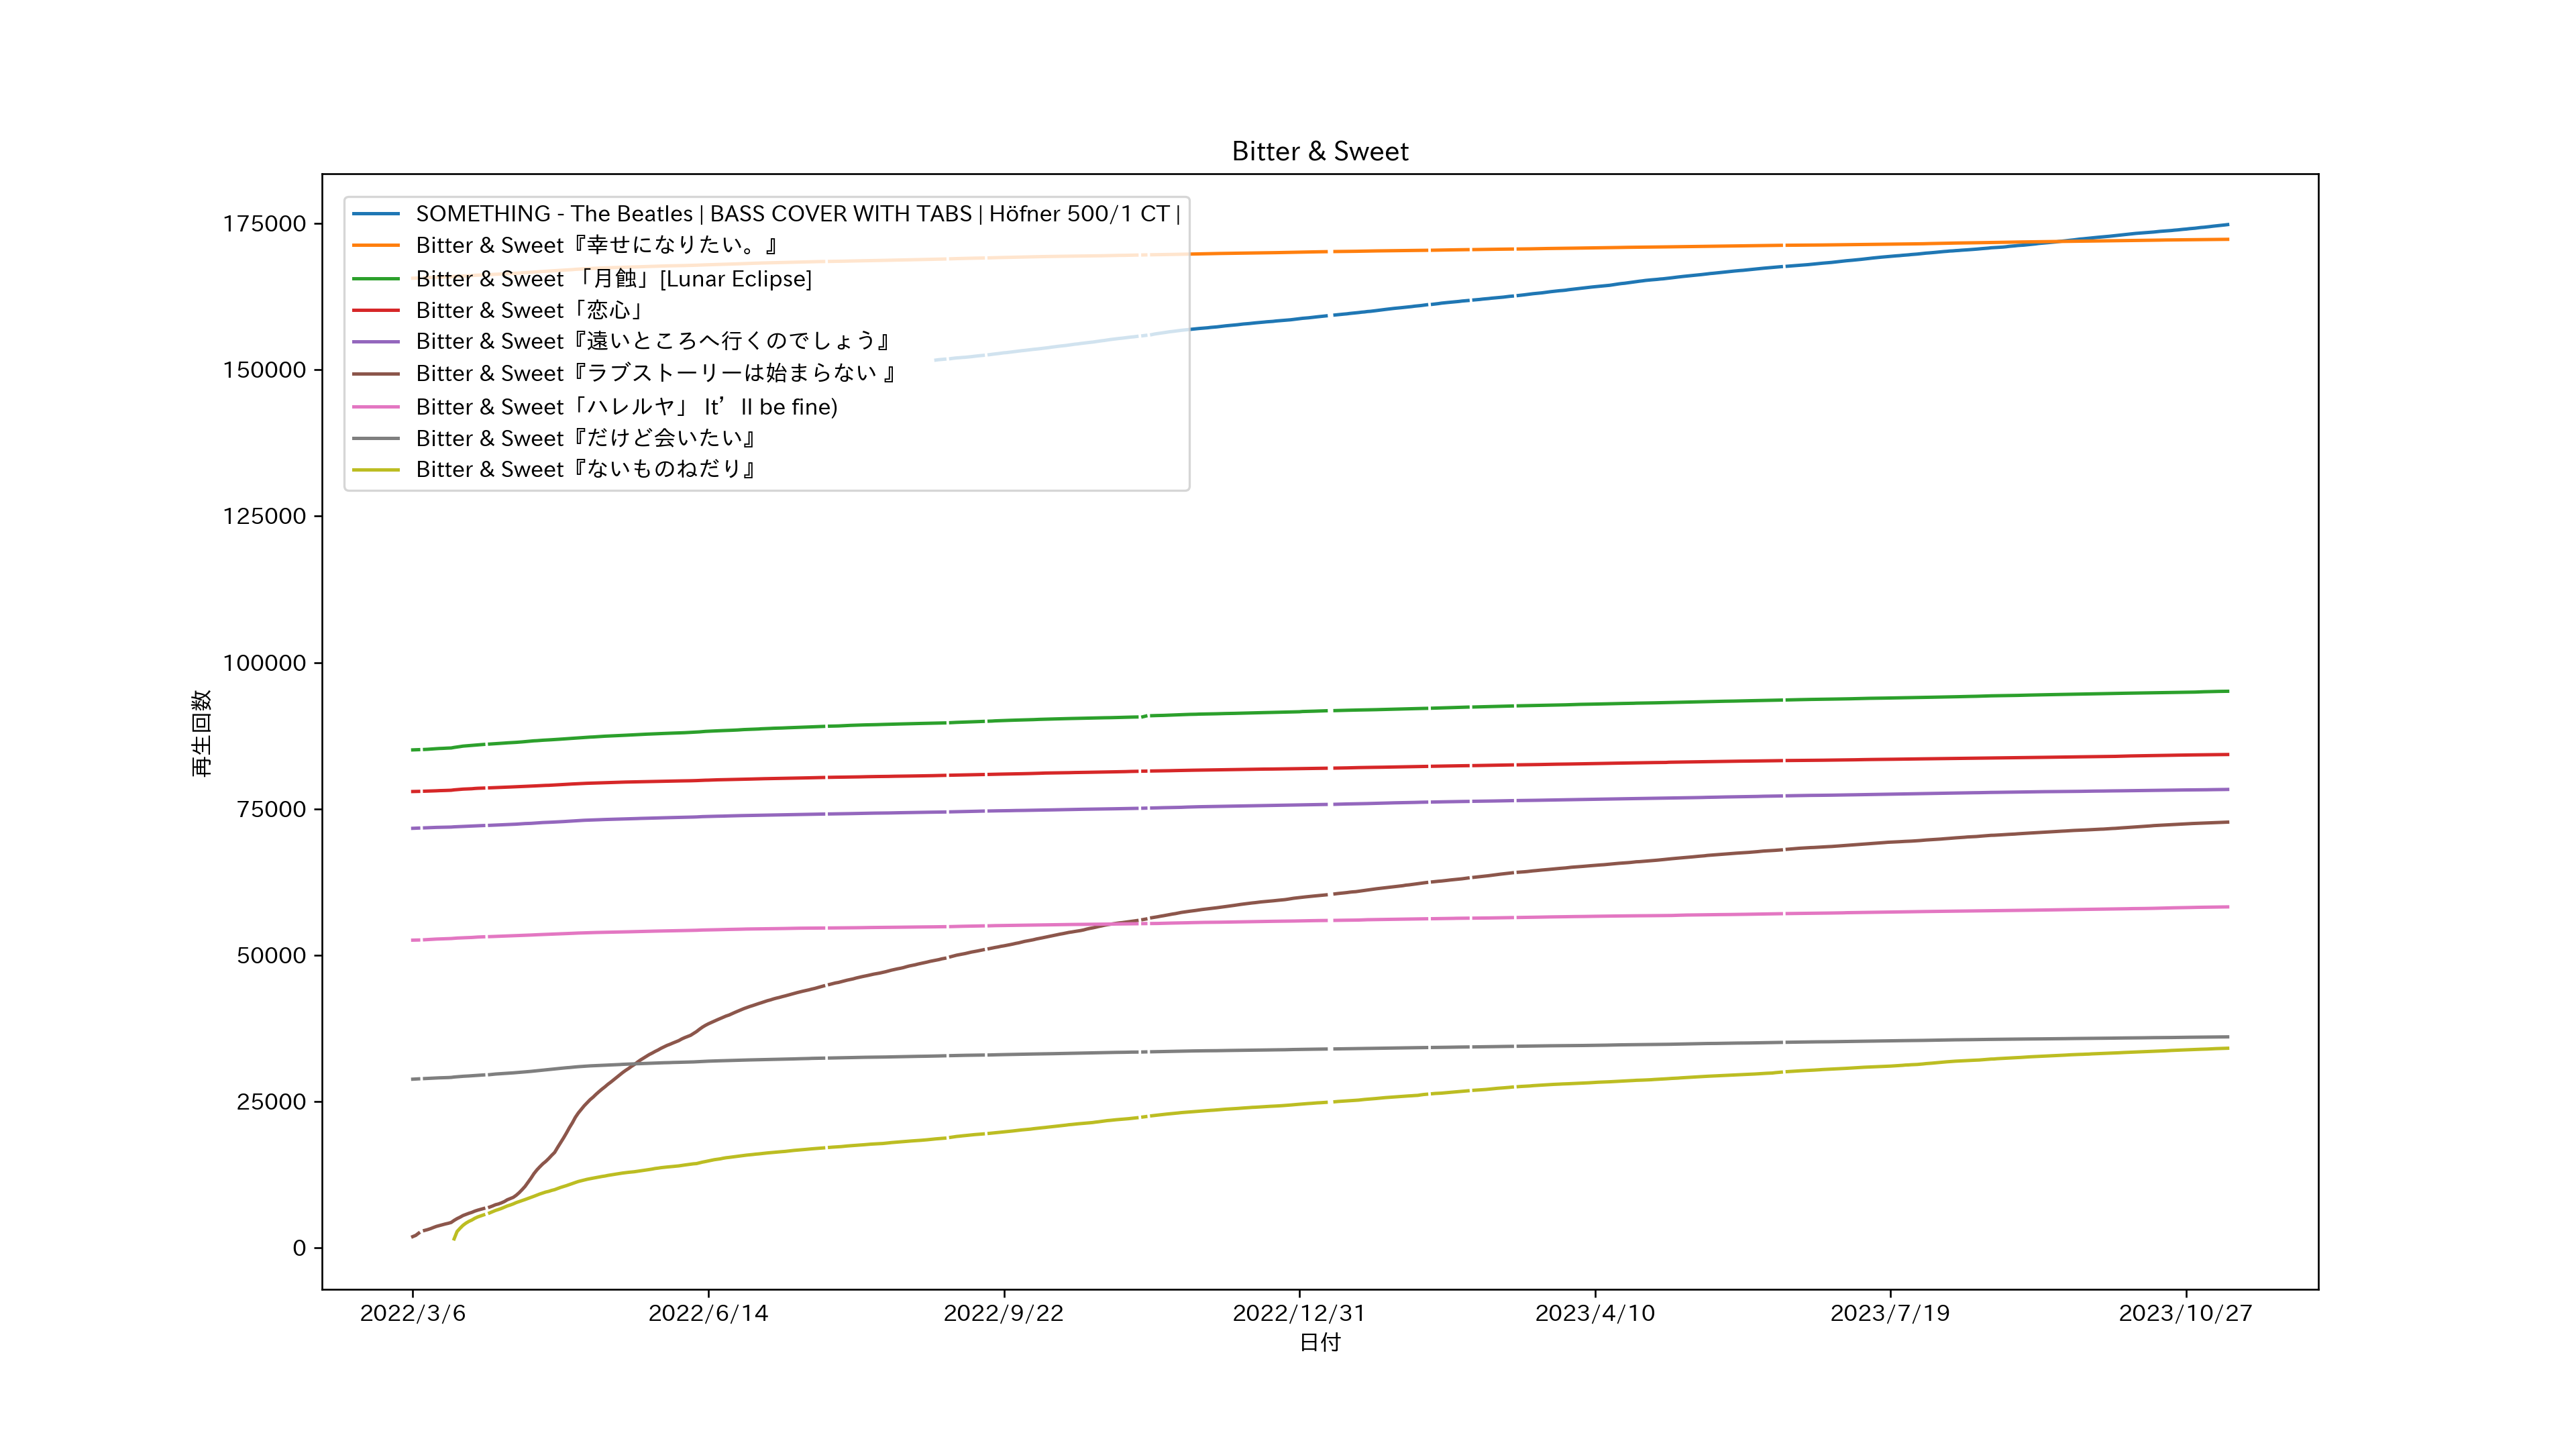 Bitter & Sweet
SOMETHING - The Beatles | BASS COVER WITH TABS | Höfner 500/1 CT |
Bitter & Sweet『幸せになりたい。』
Bitter & Sweet 「月蝕」[Lunar Eclipse]
Bitter & Sweet「恋心」
Bitter & Sweet『遠いところへ行くのでしょう』
Bitter & Sweet『ラブストーリーは始まらない 』
Bitter & Sweet「ハレルヤ」 It’ll be fine)
Bitter & Sweet『だけど会いたい』
Bitter & Sweet『ないものねだり』
175000
150000
125000
100000
75000
50000
25000
0
再生回数
2022/3/6 2022/6/14 2022/9/22 2022/12/31 2023/4/10 2023/7/19 2023/10/27
日付